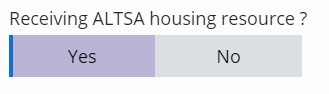 Receiving ALTSA housing resource ?
Yes No